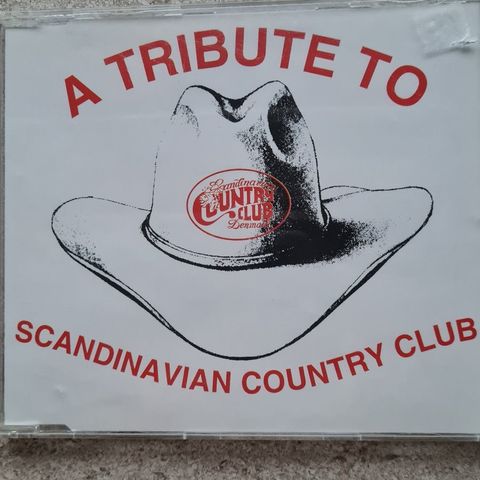 A TRIBUTE TO
Scandinavian
COUNTRY
CLUB
Denmark
SCANDINAVIAN COUNTRY CLUB